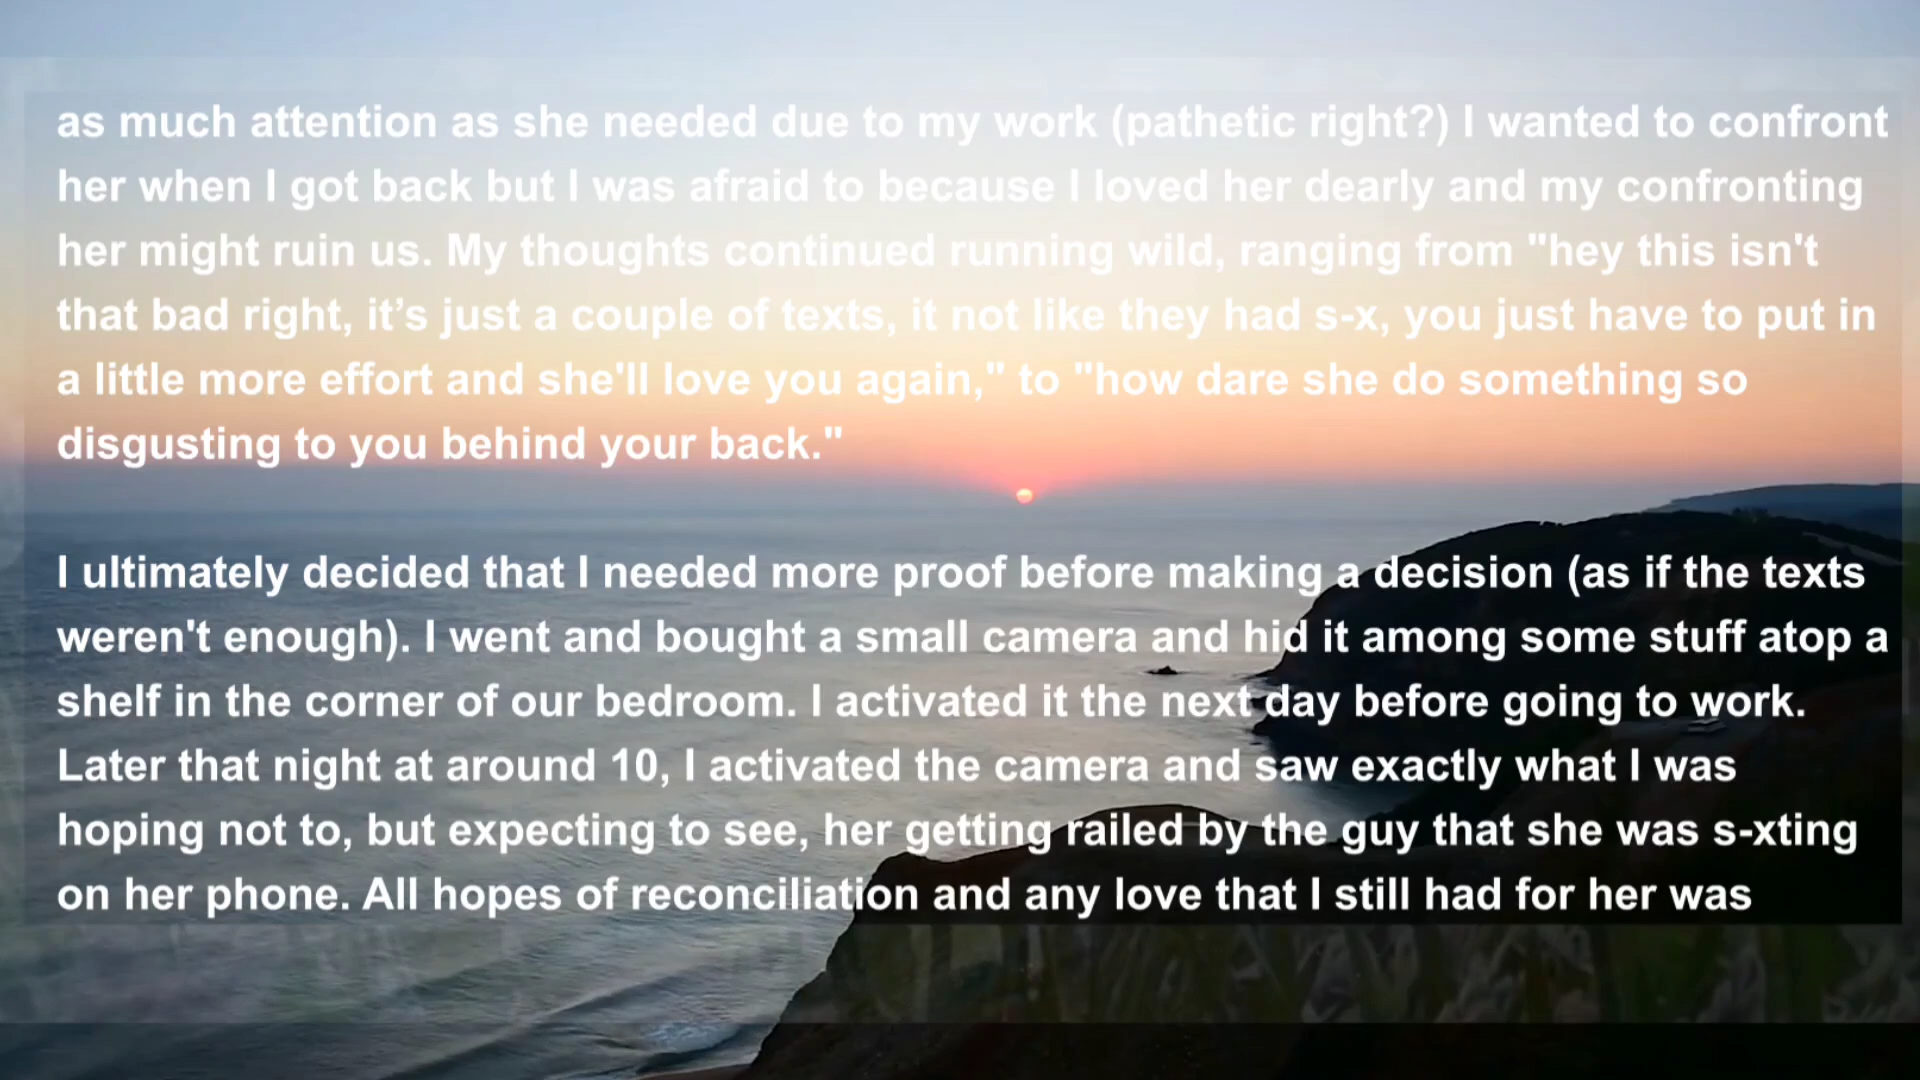 as much attention as she needed due to my work (pathetic right?) I wanted to confront
her when I got back but I was afraid to because I loved her dearly and my confronting
her might ruin us. My thoughts continued running wild, ranging from "hey this isn't
that bad right, it’s just a couple of texts, it not like they had s-x, you just have to put in
a little more effort and she'll love you again," to "how dare she do something so
disgusting to you behind your back."
I ultimately decided that I needed more proof before making a decision (as if the texts
weren't enough). I went and bought a small camera and hid it among some stuff atop a
shelf in the corner of our bedroom. I activated it the next day before going to work.
Later that night at around 10, I activated the camera and saw exactly what I was
hoping not to, but expecting to see, her getting railed by the guy that she was s-xting
on her phone. All hopes of reconciliation and any love that I still had for her was